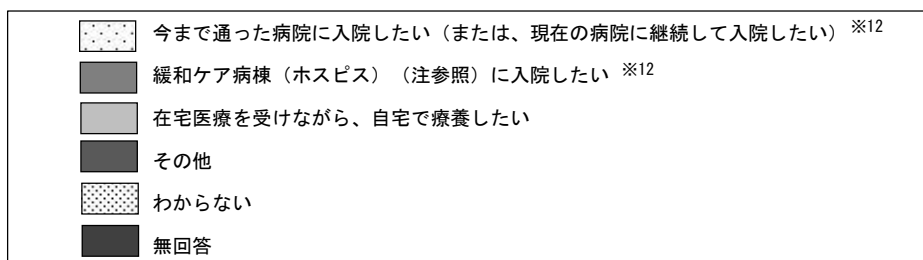 今まで通った病院に入院したい（または、現在の病院に継続して入院したい）※12
緩和ケア病棟（ホスピス）（注参照）に入院したい ※12
在宅医療を受けながら、自宅で療養したい
その他
わからない
無回答